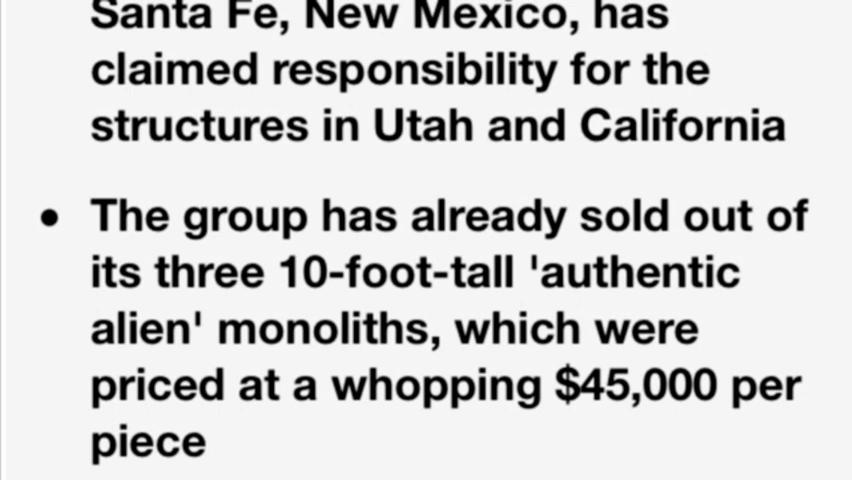 Santa Fe, New Mexico, has
claimed responsibility for the
structures in Utah and California
• The group has already sold out of
its three 10-foot-tall 'authentic
alien' monoliths, which were
priced at a whopping $45,000 per
piece